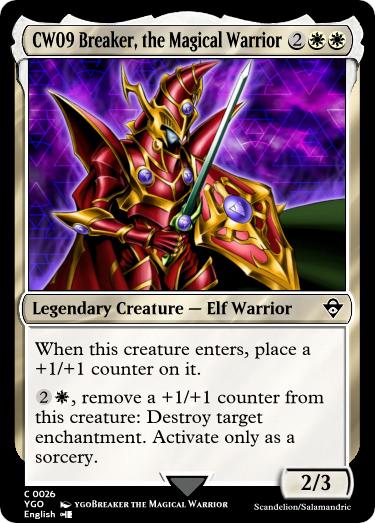 CW09 Breaker, the Magical Warrior 2
Legendary Creature — Elf Warrior
When this creature enters, place a
+1/+1 counter on it.
2, remove a +1/+1 counter from
this creature: Destroy target
enchantment. Activate only as a
sorcery.
2/3
C 0026
YGO
English
ygoBreaker the Magical Warrior
Scandelion/Salamandric